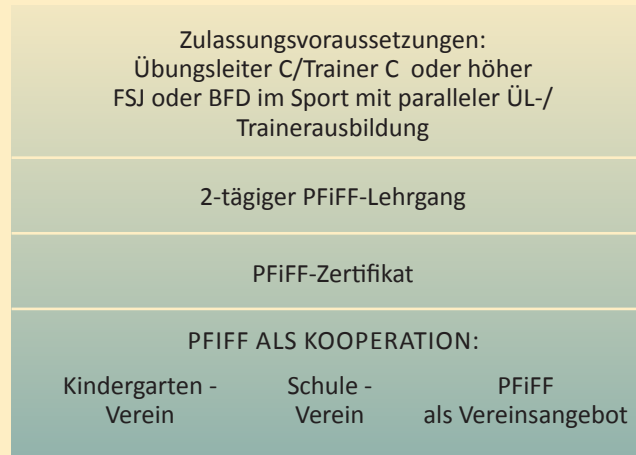 Zulassungsvoraussetzungen:
Übungsleiter C/Trainer C oder höher
FSJ oder BFD im Sport mit paralleler ÜL-/
Trainerausbildung
2-tägiger PFiFF-Lehrgang
PFiFF-Zertifikat
PFIFF ALS KOOPERATION:
Kindergarten -
Verein
Schule -
Verein
PFiFF
als Vereinsangebot